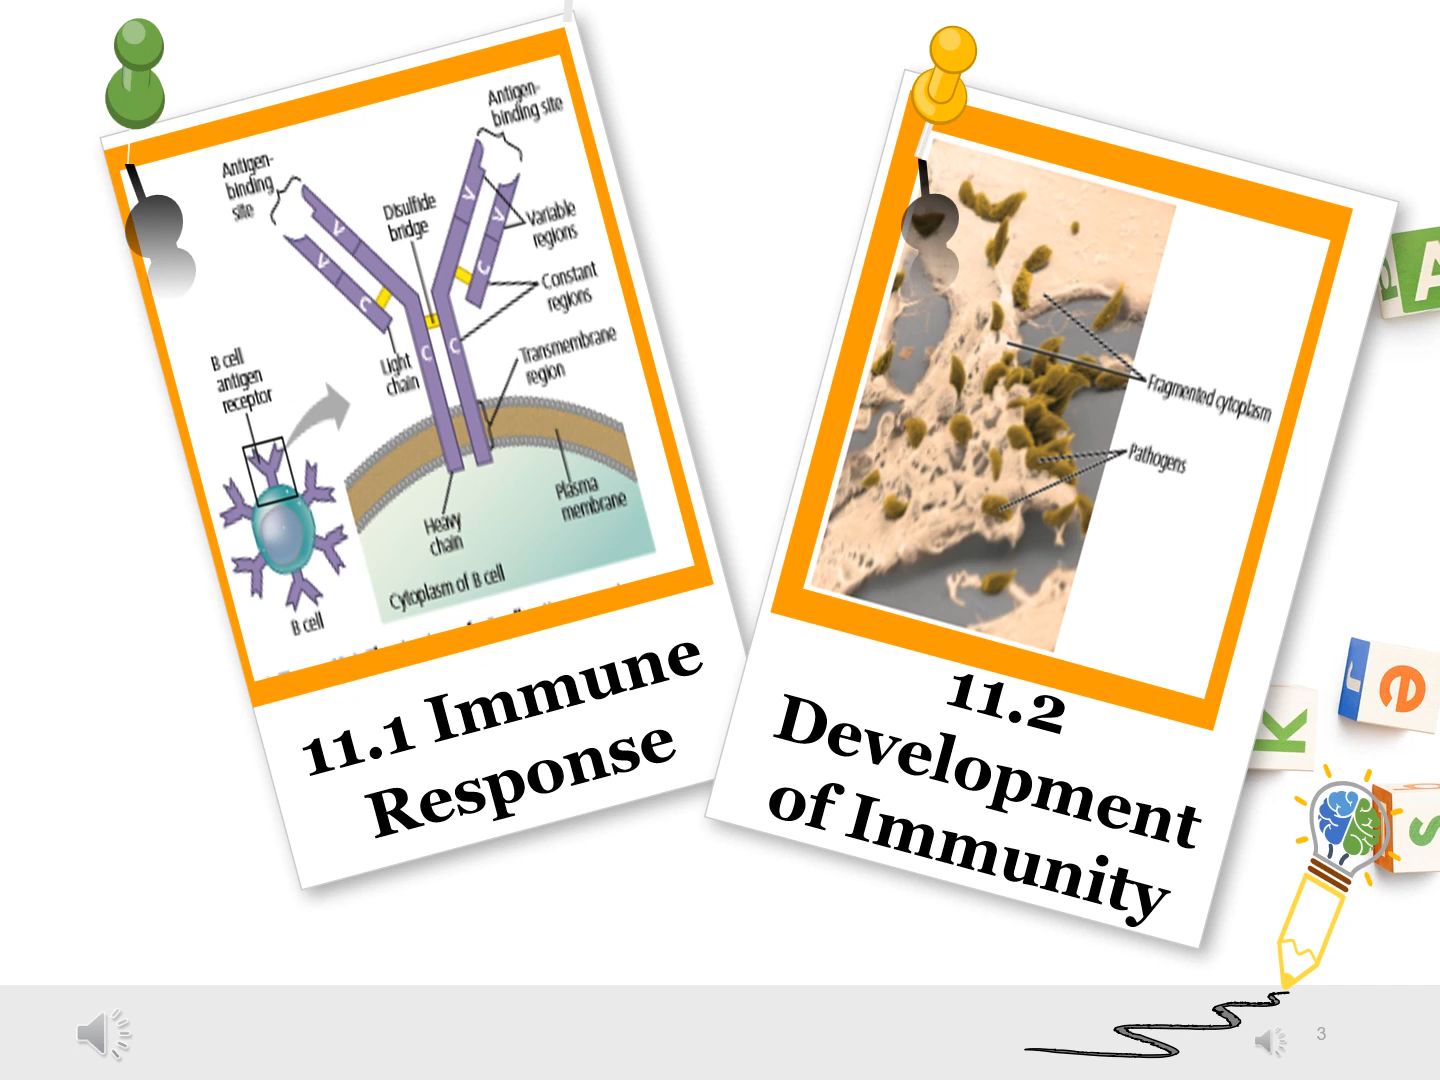 Antigen-
binding site
Antigen-
binding
site
Disulfide
bridge
Variable
regions
Constant
regions
Transmembrane
region
Light
chain
B cell
antigen
receptor
V
V
V
V
C
C
C
C
Plasma
membrane
Heavy
chain
Cytoplasm of B cell
B cell
11.1 Immune
Response
Fragmented cytoplasm
Pathogens
11.2
Development
of Immunity
A
r
e
K
s
3